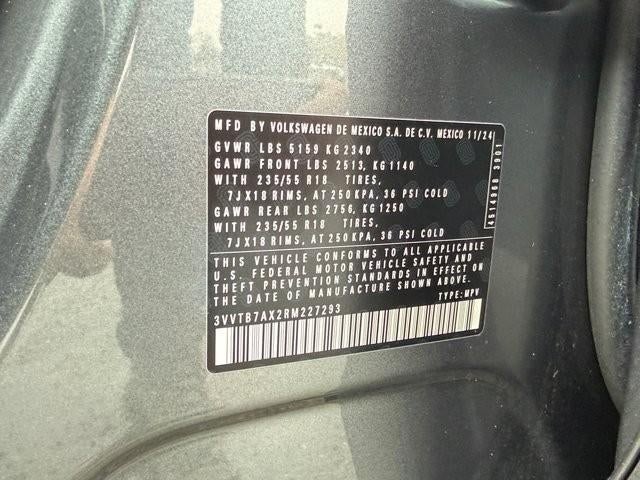 MFD BY VOLKSWAGEN DE MEXICO S.A. DE C.V. MEXICO 11/24
GVWR LBS 5159 KG 2340
GAWR FRONT LBS 2513, KG 1140
WITH 235/55 R18 TIRES,
7JX18 RIMS, AT 250 KPA, 36 PSI COLD
GAWR REAR LBS 2756, KG 1250
WITH 235/55 R18 TIRES,
7JX18 RIMS, AT 250 KPA, 36 PSI COLD
THIS VEHICLE CONFORMS TO ALL APPLICABLE
U.S. FEDERAL MOTOR VEHICLE SAFETY AND
THEFT PREVENTION STANDARDS IN EFFECT ON
THE DATE OF MANUFACTURE SHOWN ABOVE.
3VVTB7AX2RM227293 TYPE: MPV